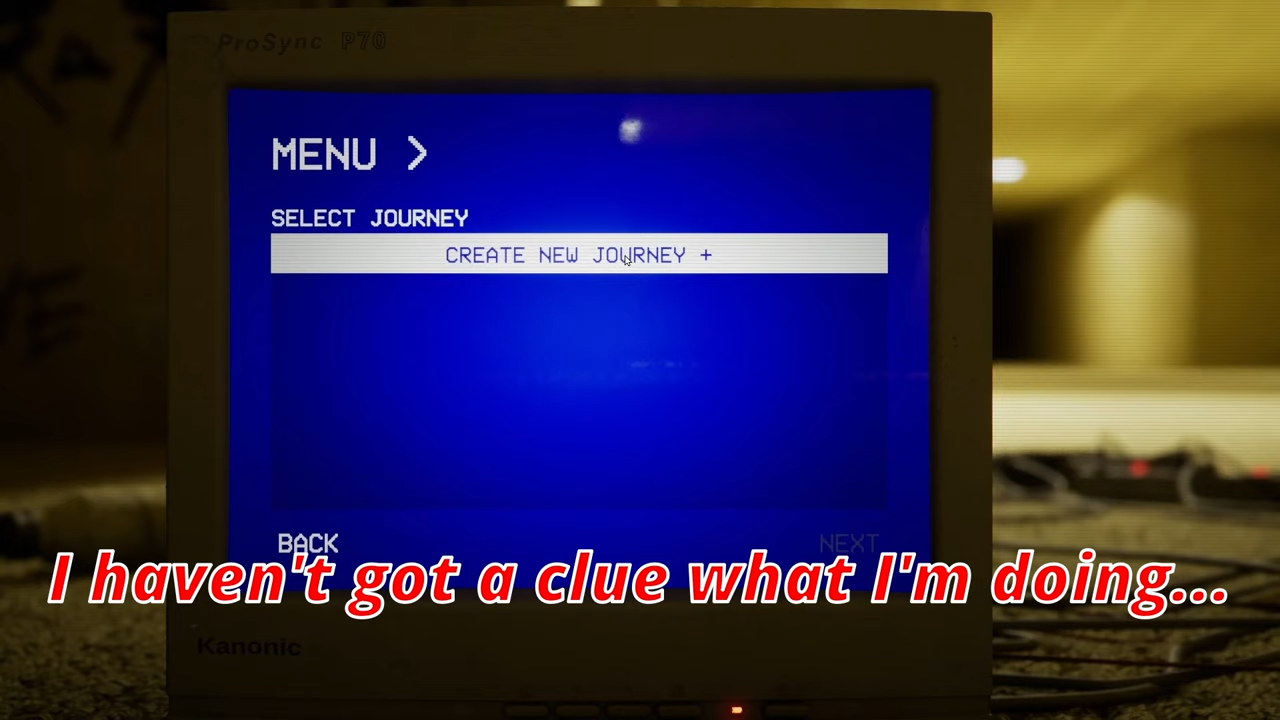 ProSync P70
MENU >
SELECT JOURNEY
CREATE NEW JOURNEY +
BACK
NEXT
I haven't got a clue what I'm doing...
Kanonic